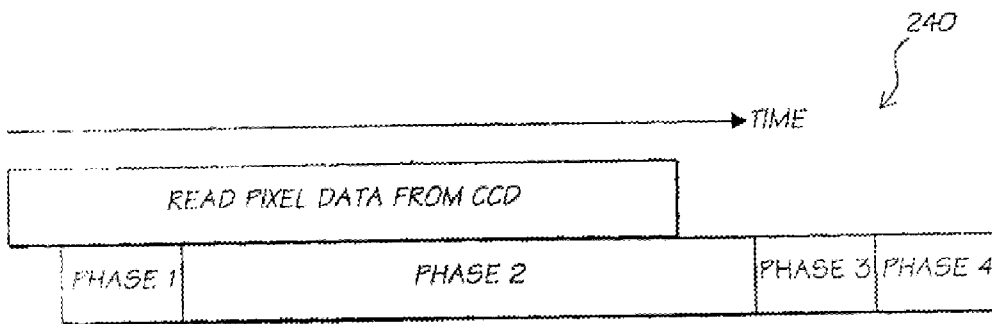 240
TIME
READ PIXEL DATA FROM CCD
PHASE 1 PHASE 2 PHASE 3 PHASE 4